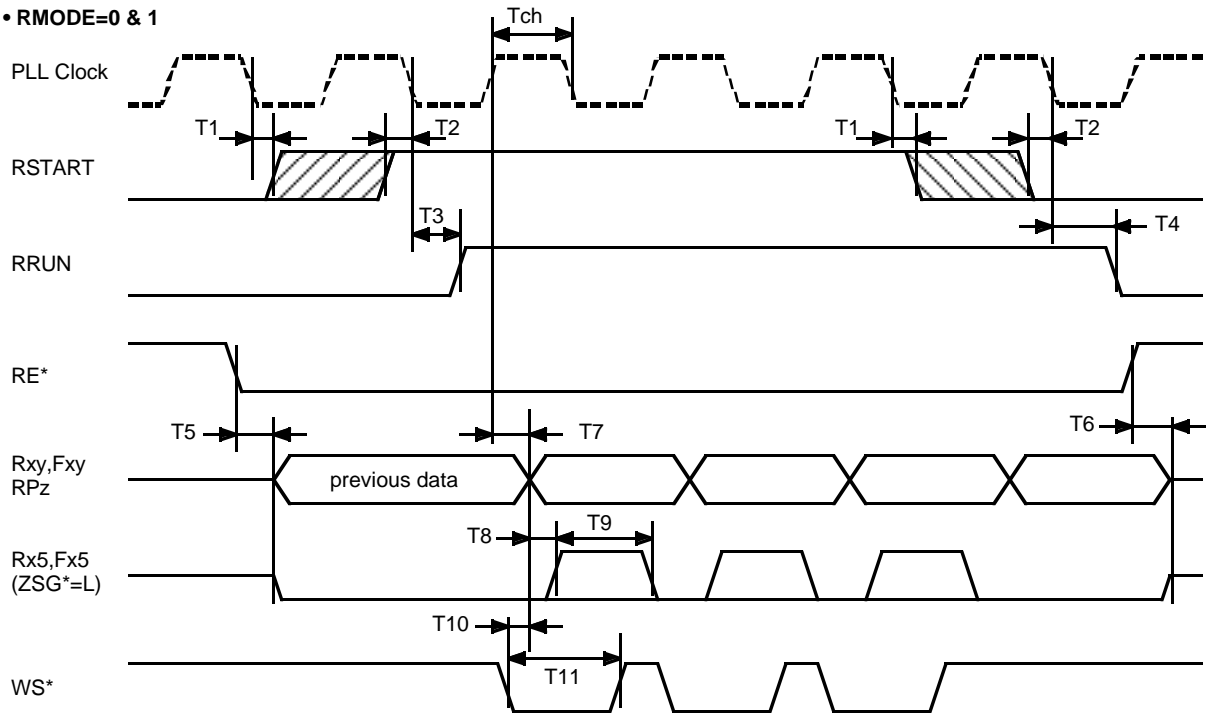 • RMODE=0 & 1
Tch
PLL Clock
T1
T2
T1
T2
RSTART
T3
T4
RRUN
RE*
T5
T7
T6
Rxy,Fxy
RPz
previous data
T8
T9
Rx5,Fx5
(ZSG*=L)
T10
T11
WS*